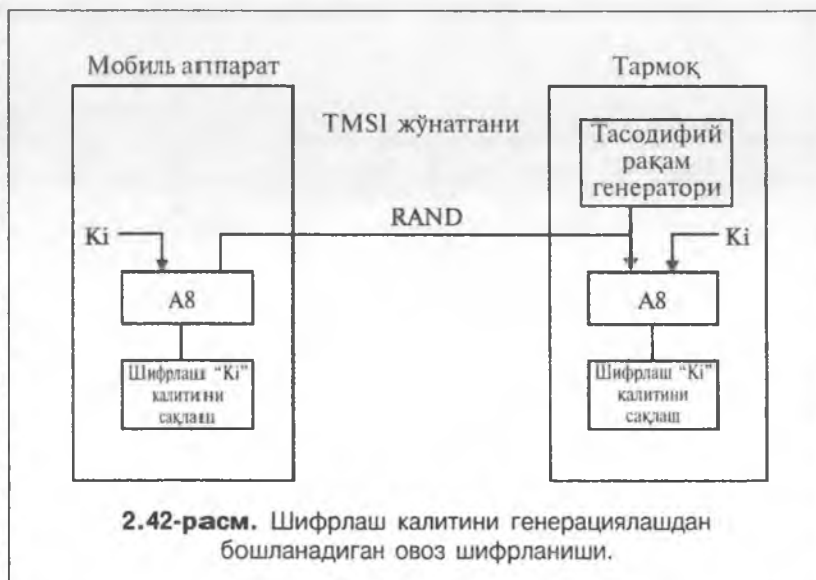 Мобиль аппарат
Тармоқ
TMSI жўнатгани
Тасодифий
рақам
генератори
RAND
Ki
Ki
A8
A8
Шифрлаш “Ki”
калитини
сақлаш
Шифрлаш “Ki”
калитини
сақлаш
2.42-расм. Шифрлаш калитини генерациялашдан
бошланадиган овоз шифрланиши.